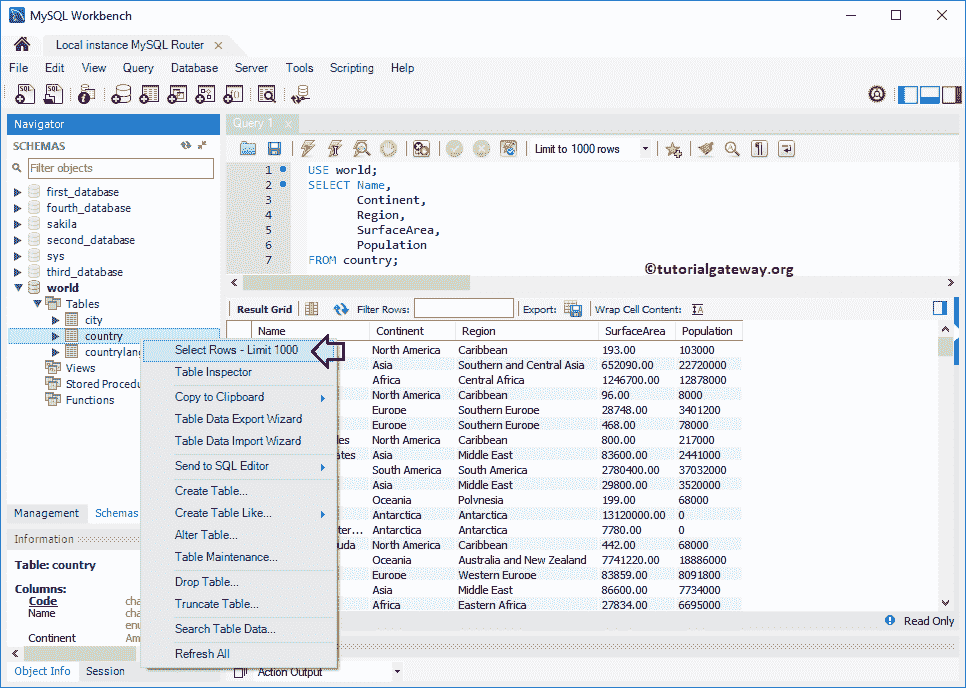 MySQL Workbench
Local instance MySQL Router
File Edit View Query Database Server Tools Scripting Help
Navigator
SCHEMAS
Filter objects
first_database
fourth_database
sakila
second_database
sys
third_database
world
Tables
city
country
countrylang
Views
Stored Procedu
Functions
Management Schemas
Information
Table: country
Columns:
Code cha
Name cha
enu
Continent Am
Object Info Session
Query 1
Limit to 1000 rows
1 USE world;
2 SELECT Name,
3 Continent,
4 Region,
5 SurfaceArea,
6 Population
7 FROM country;
©tutorialgateway.org
Result Grid Filter Rows: Export: Wrap Cell Content:
Name Continent Region SurfaceArea Population
North America Caribbean 193.00 103000
Asia Southern and Central Asia 652090.00 22720000
Africa Central Africa 1246700.00 12878000
North America Caribbean 96.00 8000
Europe Southern Europe 28748.00 3401200
Europe Southern Europe 468.00 78000
les North America Caribbean 800.00 217000
ates Asia Middle East 83600.00 2441000
South America South America 2780400.00 37032000
Asia Middle East 29800.00 3520000
Oceania Polynesia 199.00 68000
Antarctica Antarctica 13120000.00 0
ter... Antarctica Antarctica 7780.00 0
uda North America Caribbean 442.00 68000
Oceania Australia and New Zealand 7741220.00 18886000
Europe Western Europe 83859.00 8091800
Asia Middle East 86600.00 7734000
Africa Eastern Africa 27834.00 6695000
Read Only
Action Output
Select Rows - Limit 1000
Table Inspector
Copy to Clipboard
Table Data Export Wizard
Table Data Import Wizard
Send to SQL Editor
Create Table...
Create Table Like...
Alter Table...
Table Maintenance...
Drop Table...
Truncate Table...
Search Table Data...
Refresh All